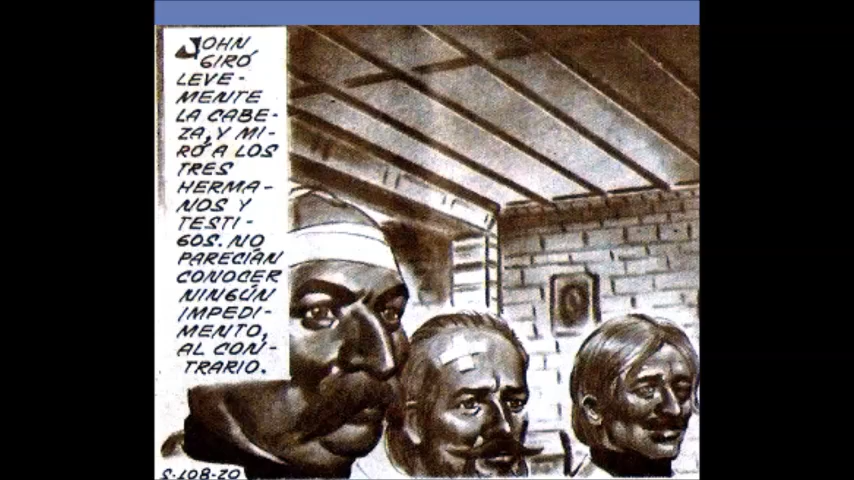 JOHN
GIRÓ
LEVE-
MENTE
LA CABE-
ZA, Y MI-
RÓ A LOS
TRES
HERMA-
NOS Y
TESTI-
GOS. NO
PARECÍAN
CONOCER
NINGÚN
IMPEDI-
MENTO,
AL CON-
TRARIO.
S-108-20